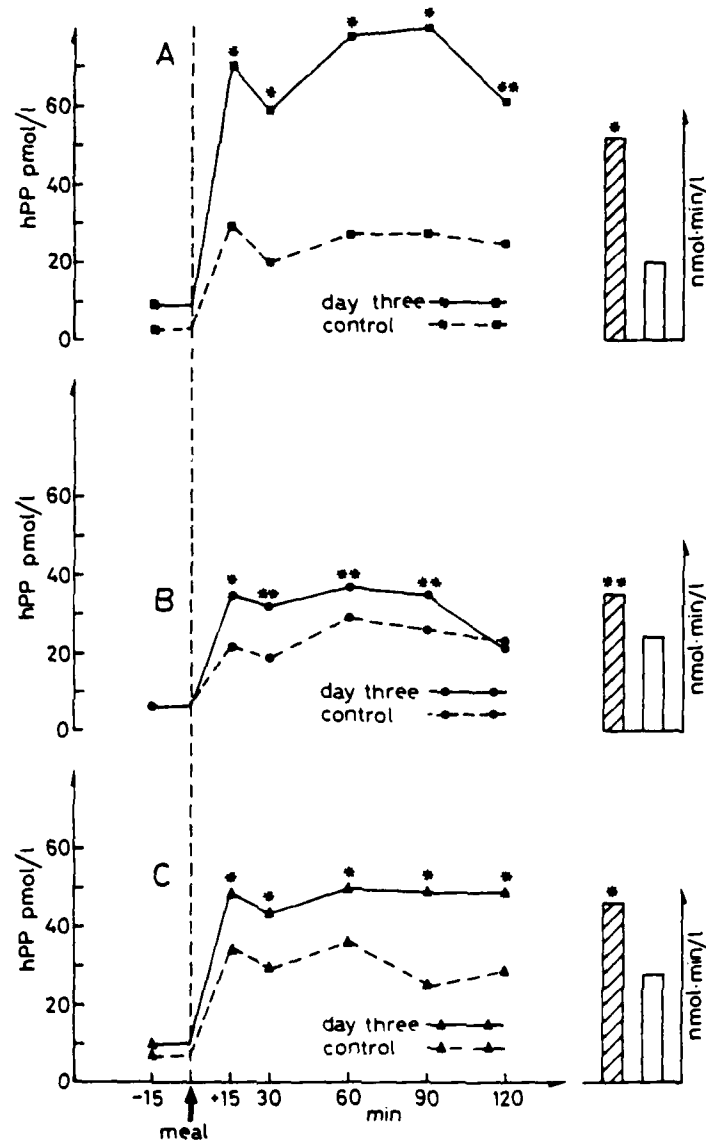 A
hPP pmol/l
60
40
20
0
* * * * **
day three
control
*
nmol·min/l
B
hPP pmol/l
60
40
20
0
* ** ** **
day three
control
**
nmol·min/l
C
hPP pmol/l
60
40
20
0
* * * * *
day three
control
*
nmol·min/l
-15 +15 30 60 90 120
min
meal